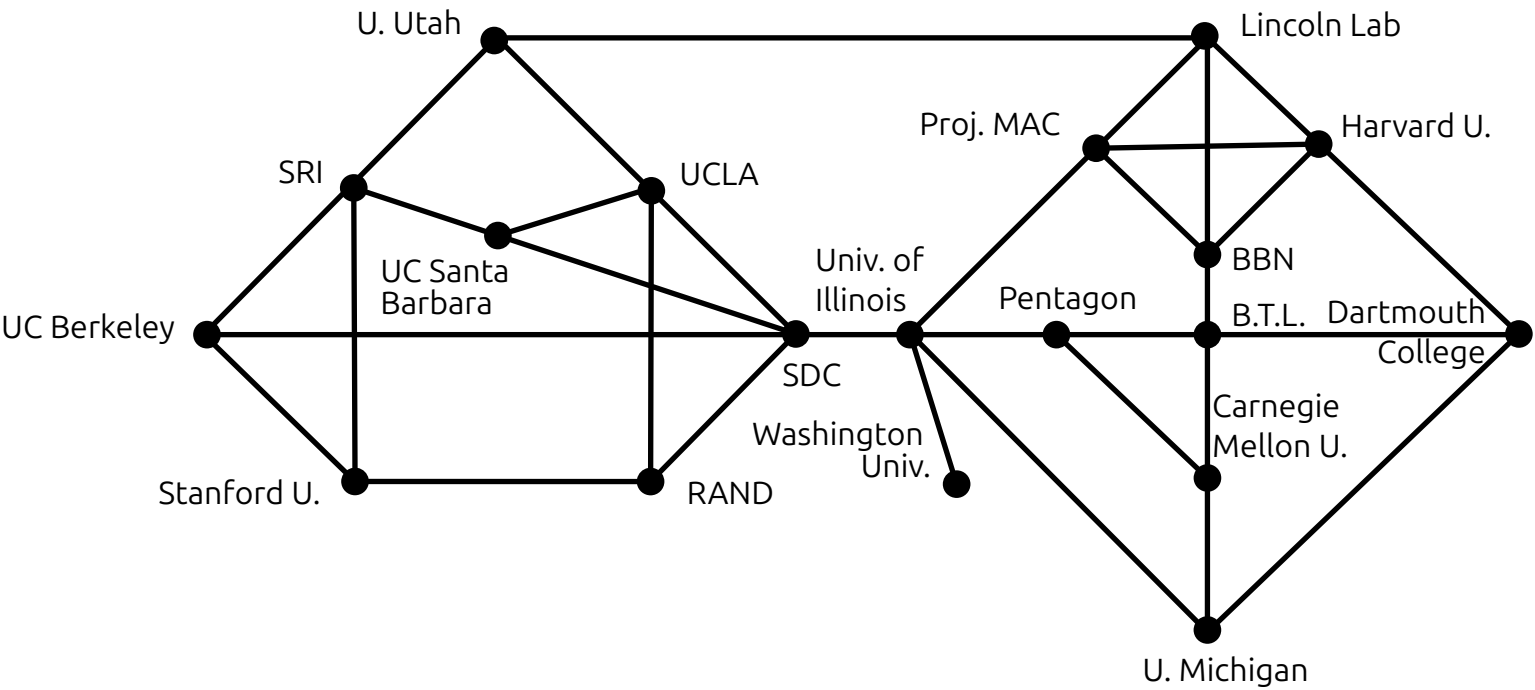 U. Utah
Lincoln Lab
Proj. MAC
Harvard U.
SRI
UCLA
UC Santa
Barbara
Univ. of
Illinois
Pentagon
BBN
UC Berkeley
B.T.L.
Dartmouth
College
SDC
Carnegie
Mellon U.
Washington
Univ.
Stanford U.
RAND
U. Michigan